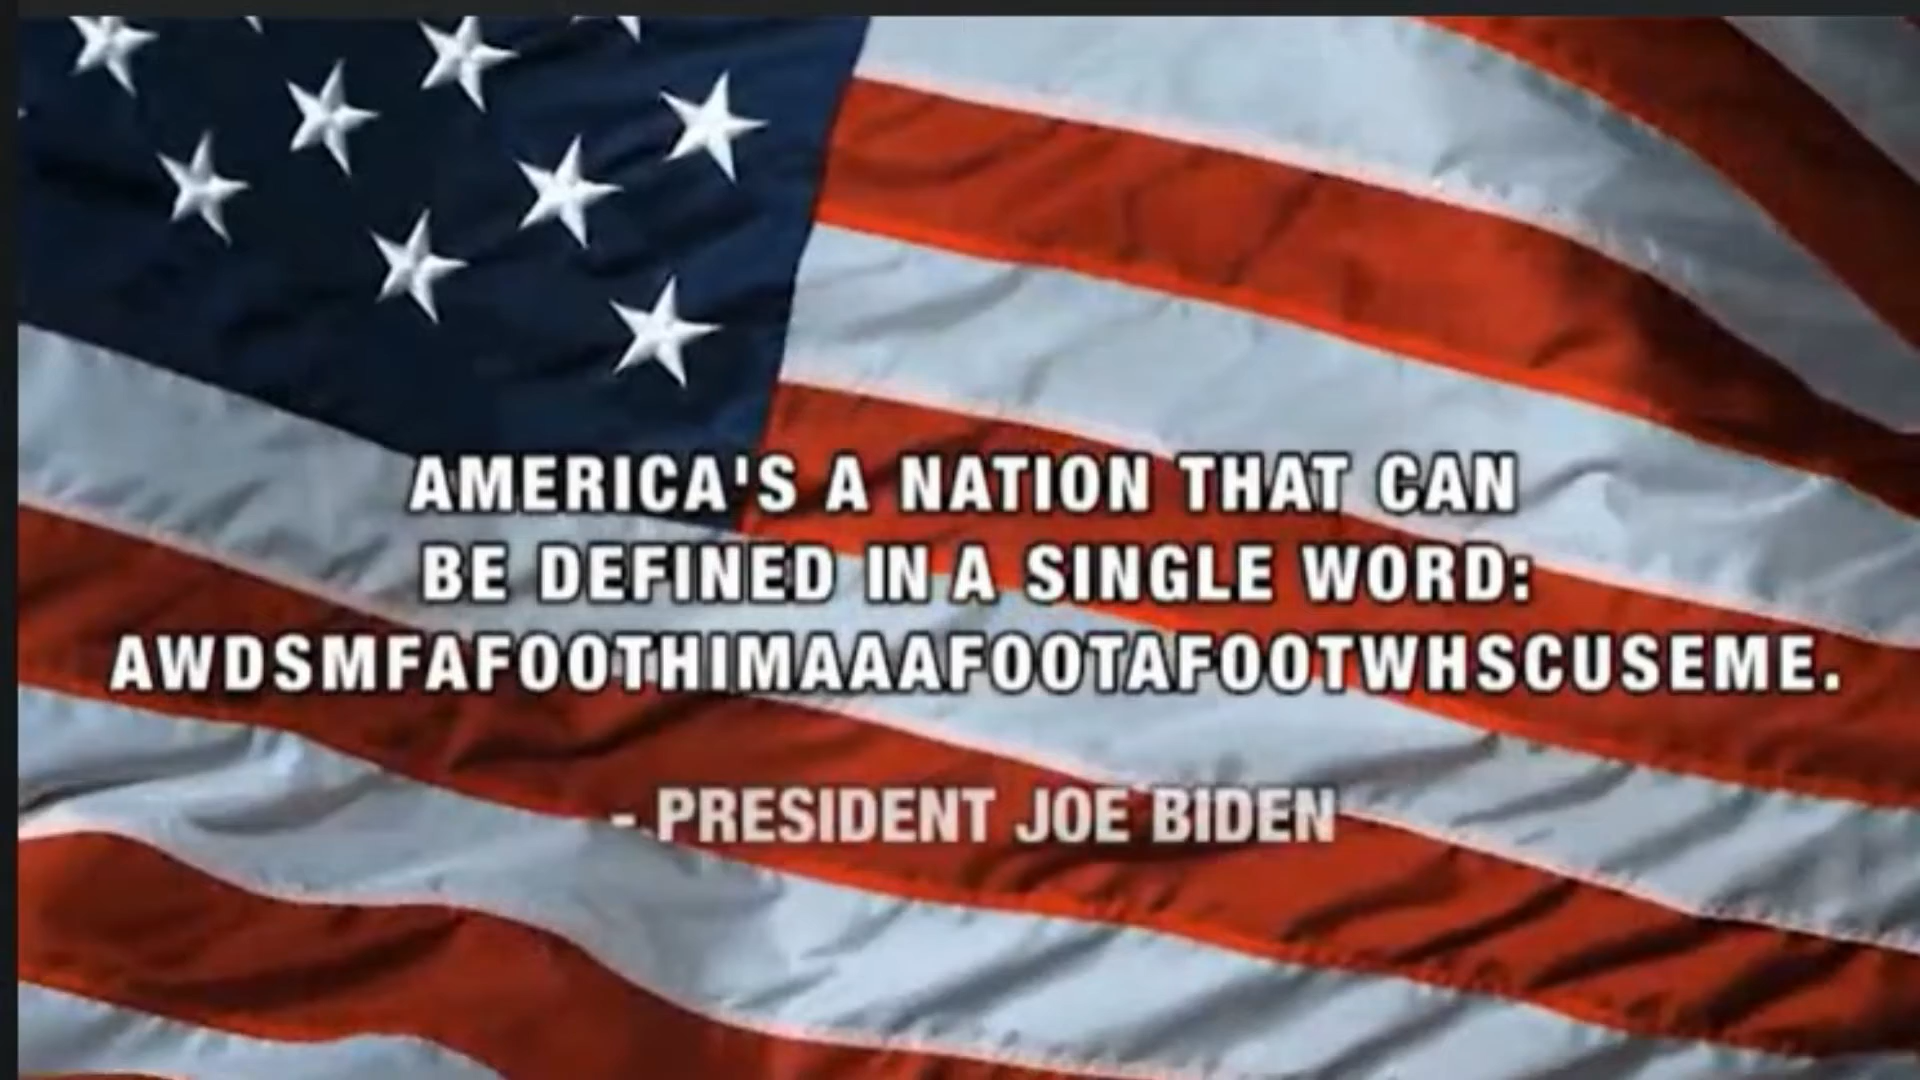 AMERICA'S A NATION THAT CAN
BE DEFINED IN A SINGLE WORD:
AWDSMFAFOOTHIMAAAFOOTAFOOTWHSCUSEME.
- PRESIDENT JOE BIDEN